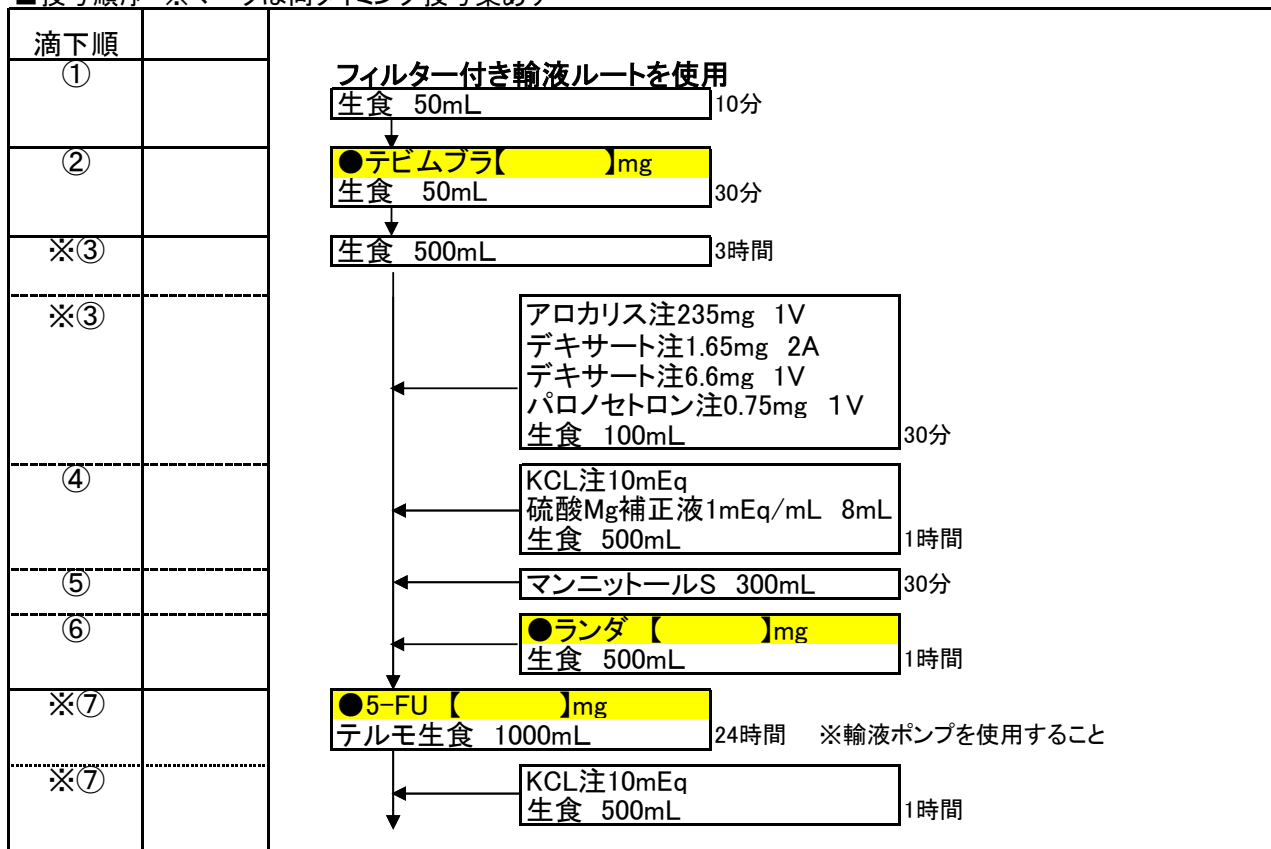 ■投与順序　※マークは同タイミング投与薬あり
滴下順
①
フィルター付き輸液ルートを使用
生食 50mL 10分
②
●テビムブラ【　　　】mg
生食 50mL 30分
※③
生食 500mL 3時間
※③
アロカリス注235mg 1V
デキサート注1.65mg 2A
デキサート注6.6mg 1V
パロノセトロン注0.75mg 1V
生食 100mL 30分
④
KCL注10mEq
硫酸Mg補正液1mEq/mL 8mL
生食 500mL 1時間
⑤
マンニットールS 300mL 30分
⑥
●ランダ【　　　】mg
生食 500mL 1時間
※⑦
●5-FU【　　　】mg
テルモ生食 1000mL 24時間 ※輸液ポンプを使用すること
※⑦
KCL注10mEq
生食 500mL 1時間